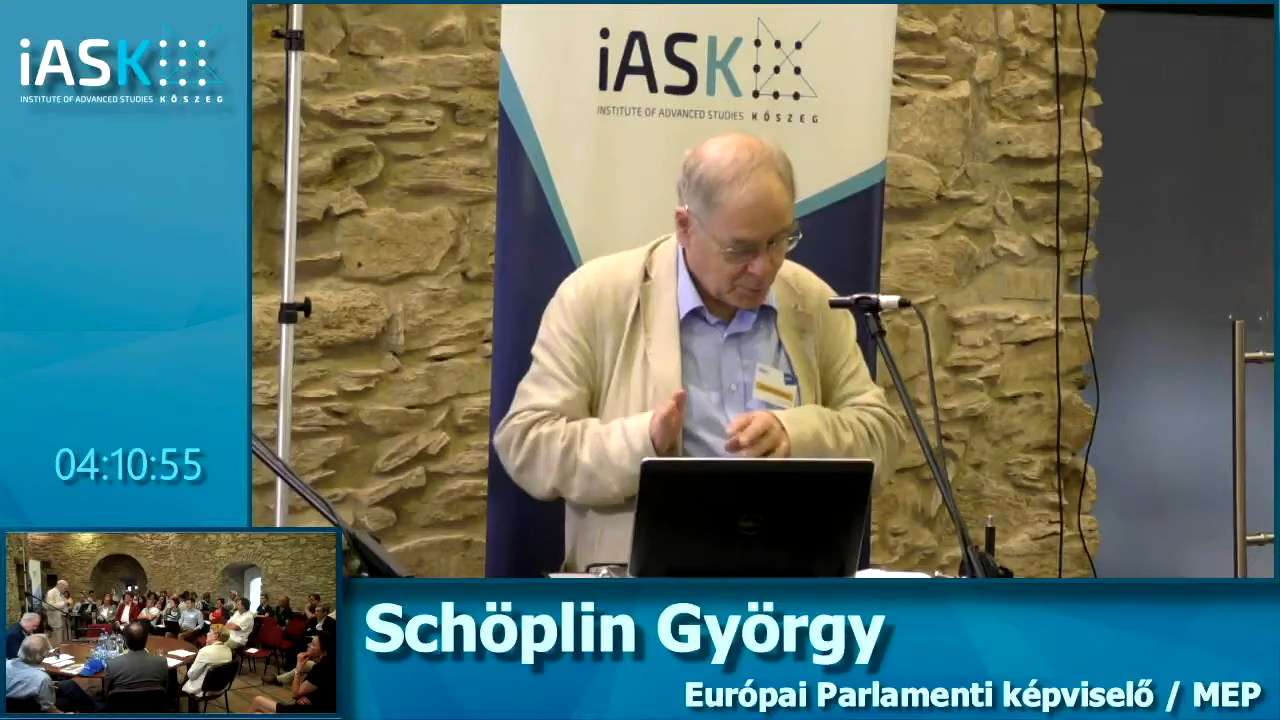 iASK
INSTITUTE OF ADVANCED STUDIES KŐSZEG
iASK
INSTITUTE OF ADVANCED STUDIES KŐSZEG
04:10:55
Schöplin György
Európai Parlamenti képviselő / MEP